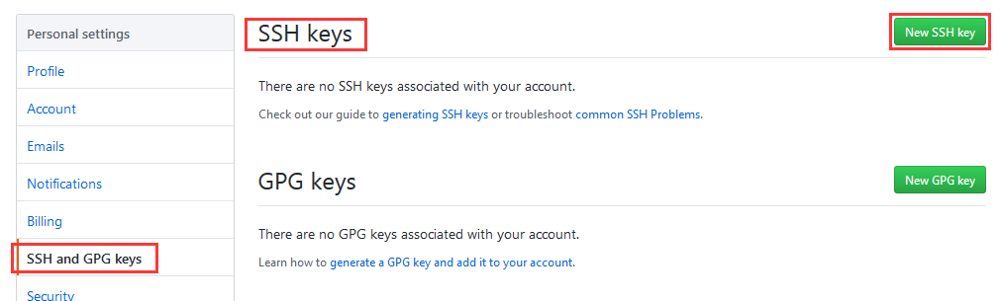 Personal settings
Profile
Account
Emails
Notifications
Billing
SSH and GPG keys
Security
SSH keys
New SSH key
There are no SSH keys associated with your account.
Check out our guide to generating SSH keys or troubleshoot common SSH Problems.
GPG keys
New GPG key
There are no GPG keys associated with your account.
Learn how to generate a GPG key and add it to your account.